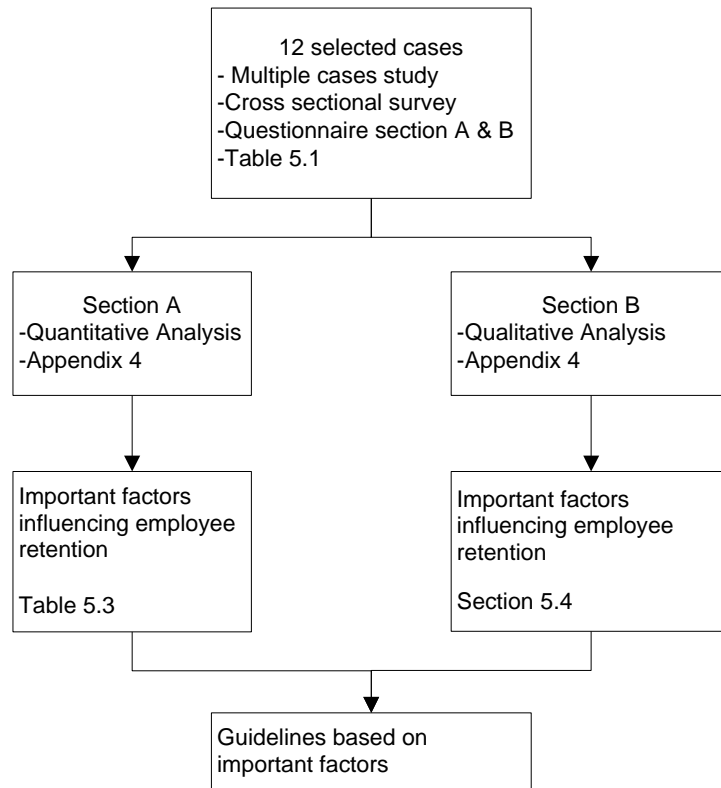 12 selected cases
- Multiple cases study
-Cross sectional survey
-Questionnaire section A & B
-Table 5.1
Section A
-Quantitative Analysis
-Appendix 4
Section B
-Qualitative Analysis
-Appendix 4
Important factors
influencing employee
retention
Table 5.3
Important factors
influencing employee
retention
Section 5.4
Guidelines based on
important factors